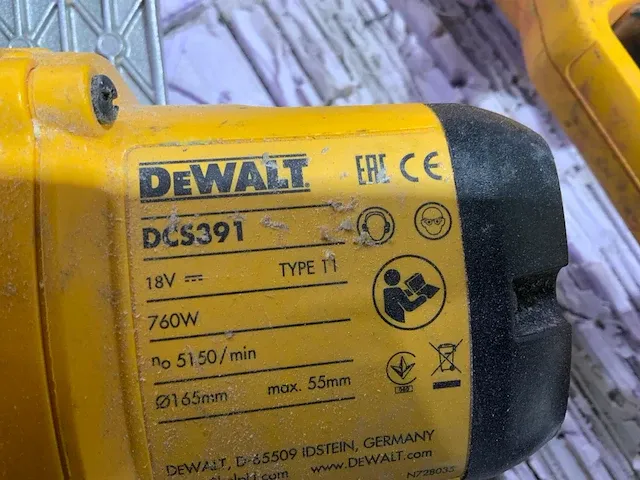 DEWALT
EAC CE
DCS391
18V ⎓ TYPE 11
760W
n₀ 5150/min
Ø165mm max. 55mm
DEWALT, D-65509 IDSTEIN, GERMANY
www.DEWALT.com
N728035